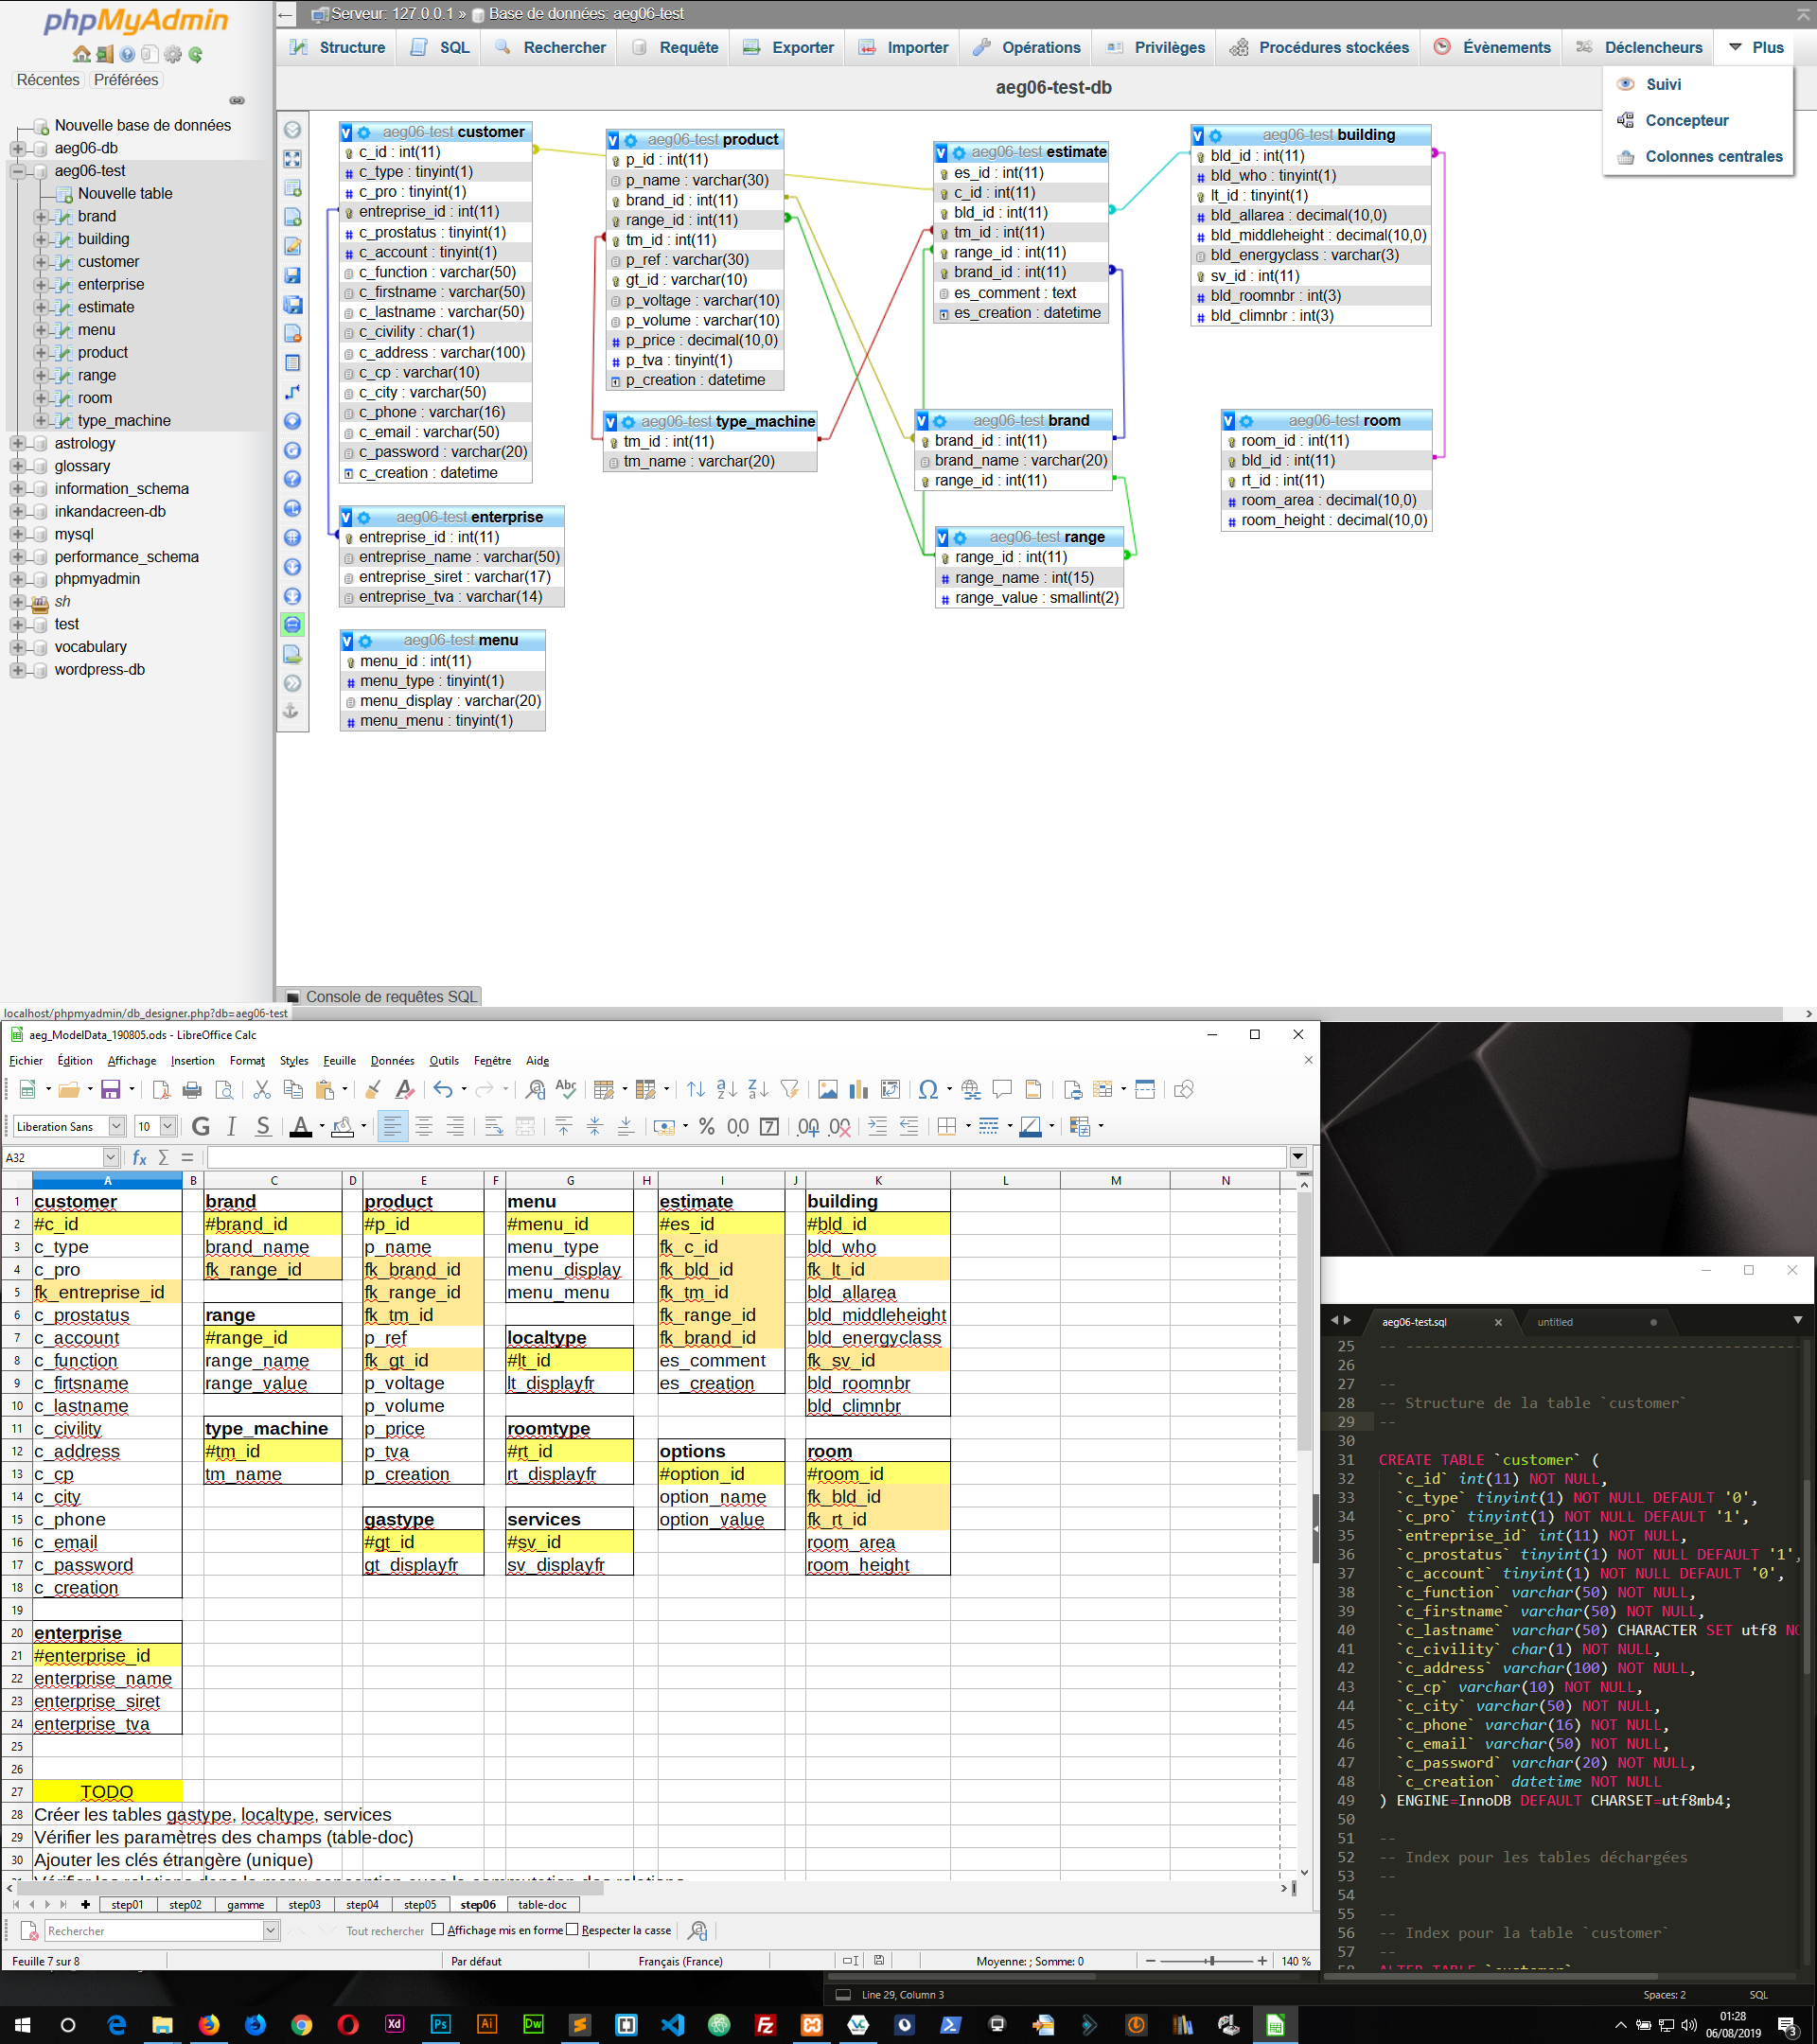 phpMyAdmin
Récentes Préférées
Nouvelle base de données
aeg06-db
aeg06-test
Nouvelle table
brand
building
customer
enterprise
estimate
menu
product
range
room
type_machine
astrology
glossary
information_schema
inkandacreen-db
mysql
performance_schema
phpmyadmin
sh
test
vocabulary
wordpress-db
Serveur: 127.0.0.1 » Base de données: aeg06-test
Structure SQL Rechercher Requête Exporter Importer Opérations Privilèges Procédures stockées Évènements Déclencheurs Plus
Suivi
Concepteur
Colonnes centrales
aeg06-test-db
aeg06-test customer
c_id : int(11)
c_type : tinyint(1)
c_pro : tinyint(1)
entreprise_id : int(11)
c_prostatus : tinyint(1)
c_account : tinyint(1)
c_function : varchar(50)
c_firstname : varchar(50)
c_lastname : varchar(50)
c_civility : char(1)
c_address : varchar(100)
c_cp : varchar(10)
c_city : varchar(50)
c_phone : varchar(16)
c_email : varchar(50)
c_password : varchar(20)
c_creation : datetime
aeg06-test enterprise
entreprise_id : int(11)
entreprise_name : varchar(50)
entreprise_siret : varchar(17)
entreprise_tva : varchar(14)
aeg06-test menu
menu_id : int(11)
menu_type : tinyint(1)
menu_display : varchar(20)
menu_menu : tinyint(1)
aeg06-test product
p_id : int(11)
p_name : varchar(30)
brand_id : int(11)
range_id : int(11)
tm_id : int(11)
p_ref : varchar(30)
gt_id : varchar(10)
p_voltage : varchar(10)
p_volume : varchar(10)
p_price : decimal(10,0)
p_tva : tinyint(1)
p_creation : datetime
aeg06-test type_machine
tm_id : int(11)
tm_name : varchar(20)
aeg06-test estimate
es_id : int(11)
c_id : int(11)
bld_id : int(11)
tm_id : int(11)
range_id : int(11)
brand_id : int(11)
es_comment : text
es_creation : datetime
aeg06-test brand
brand_id : int(11)
brand_name : varchar(20)
range_id : int(11)
aeg06-test range
range_id : int(11)
range_name : int(15)
range_value : smallint(2)
aeg06-test building
bld_id : int(11)
bld_who : tinyint(1)
lt_id : tinyint(1)
bld_allarea : decimal(10,0)
bld_middleheight : decimal(10,0)
bld_energyclass : varchar(3)
sv_id : int(11)
bld_roomnbr : int(3)
bld_climnbr : int(3)
aeg06-test room
room_id : int(11)
bld_id : int(11)
rt_id : int(11)
room_area : decimal(10,0)
room_height : decimal(10,0)
Console de requêtes SQL
localhost/phpmyadmin/db_designer.php?db=aeg06-test
aeg_ModelData_190805.ods - LibreOffice Calc
Fichier Édition Affichage Insertion Format Styles Feuille Données Outils Fenêtre Aide
Liberation Sans 10
A32
A B C D E F G H I J K L M N
1 customer brand product menu estimate building
2 #c_id #brand_id #p_id #menu_id #es_id #bld_id
3 c_type brand_name p_name menu_type fk_c_id bld_who
4 c_pro fk_range_id fk_brand_id menu_display fk_bld_id fk_lt_id
5 fk_entreprise_id fk_range_id menu_menu fk_tm_id bld_allarea
6 c_prostatus range fk_tm_id fk_range_id bld_middleheight
7 c_account #range_id p_ref localtype fk_brand_id bld_energyclass
8 c_function range_name fk_gt_id #lt_id es_comment fk_sv_id
9 c_firtsname range_value p_voltage lt_displayfr es_creation bld_roomnbr
10 c_lastname p_volume bld_climnbr
11 c_civility type_machine p_price roomtype
12 c_address #tm_id p_tva #rt_id options room
13 c_cp tm_name p_creation rt_displayfr #option_id #room_id
14 c_city option_name fk_bld_id
15 c_phone gastype services option_value fk_rt_id
16 c_email #gt_id #sv_id room_area
17 c_password gt_displayfr sv_displayfr room_height
18 c_creation
19
20 enterprise
21 #enterprise_id
22 enterprise_name
23 enterprise_siret
24 enterprise_tva
25
26
27 TODO
28 Créer les tables gastype, localtype, services
29 Vérifier les paramètres des champs (table-doc)
30 Ajouter les clés étrangère (unique)
step01 step02 gamme step03 step04 step05 step06 table-doc
Rechercher Tout rechercher Affichage mis en forme Respecter la casse
Feuille 7 sur 8 Par défaut Français (France) Moyenne: ; Somme: 0 140 %
aeg06-test.sql untitled
25 -- --------------------------------------------
26
27 --
28 -- Structure de la table `customer`
29 --
30
31 CREATE TABLE `customer` (
32 `c_id` int(11) NOT NULL,
33 `c_type` tinyint(1) NOT NULL DEFAULT '0',
34 `c_pro` tinyint(1) NOT NULL DEFAULT '1',
35 `entreprise_id` int(11) NOT NULL,
36 `c_prostatus` tinyint(1) NOT NULL DEFAULT '1',
37 `c_account` tinyint(1) NOT NULL DEFAULT '0',
38 `c_function` varchar(50) NOT NULL,
39 `c_firstname` varchar(50) NOT NULL,
40 `c_lastname` varchar(50) CHARACTER SET utf8 NO
41 `c_civility` char(1) NOT NULL,
42 `c_address` varchar(100) NOT NULL,
43 `c_cp` varchar(10) NOT NULL,
44 `c_city` varchar(50) NOT NULL,
45 `c_phone` varchar(16) NOT NULL,
46 `c_email` varchar(50) NOT NULL,
47 `c_password` varchar(20) NOT NULL,
48 `c_creation` datetime NOT NULL
49 ) ENGINE=InnoDB DEFAULT CHARSET=utf8mb4;
50
51 --
52 -- Index pour les tables déchargées
53 --
54
55 --
56 -- Index pour la table `customer`
57 --
58 ALTER TABLE `customer`
Line 29, Column 3 Spaces: 2 SQL
01:28
06/08/2019